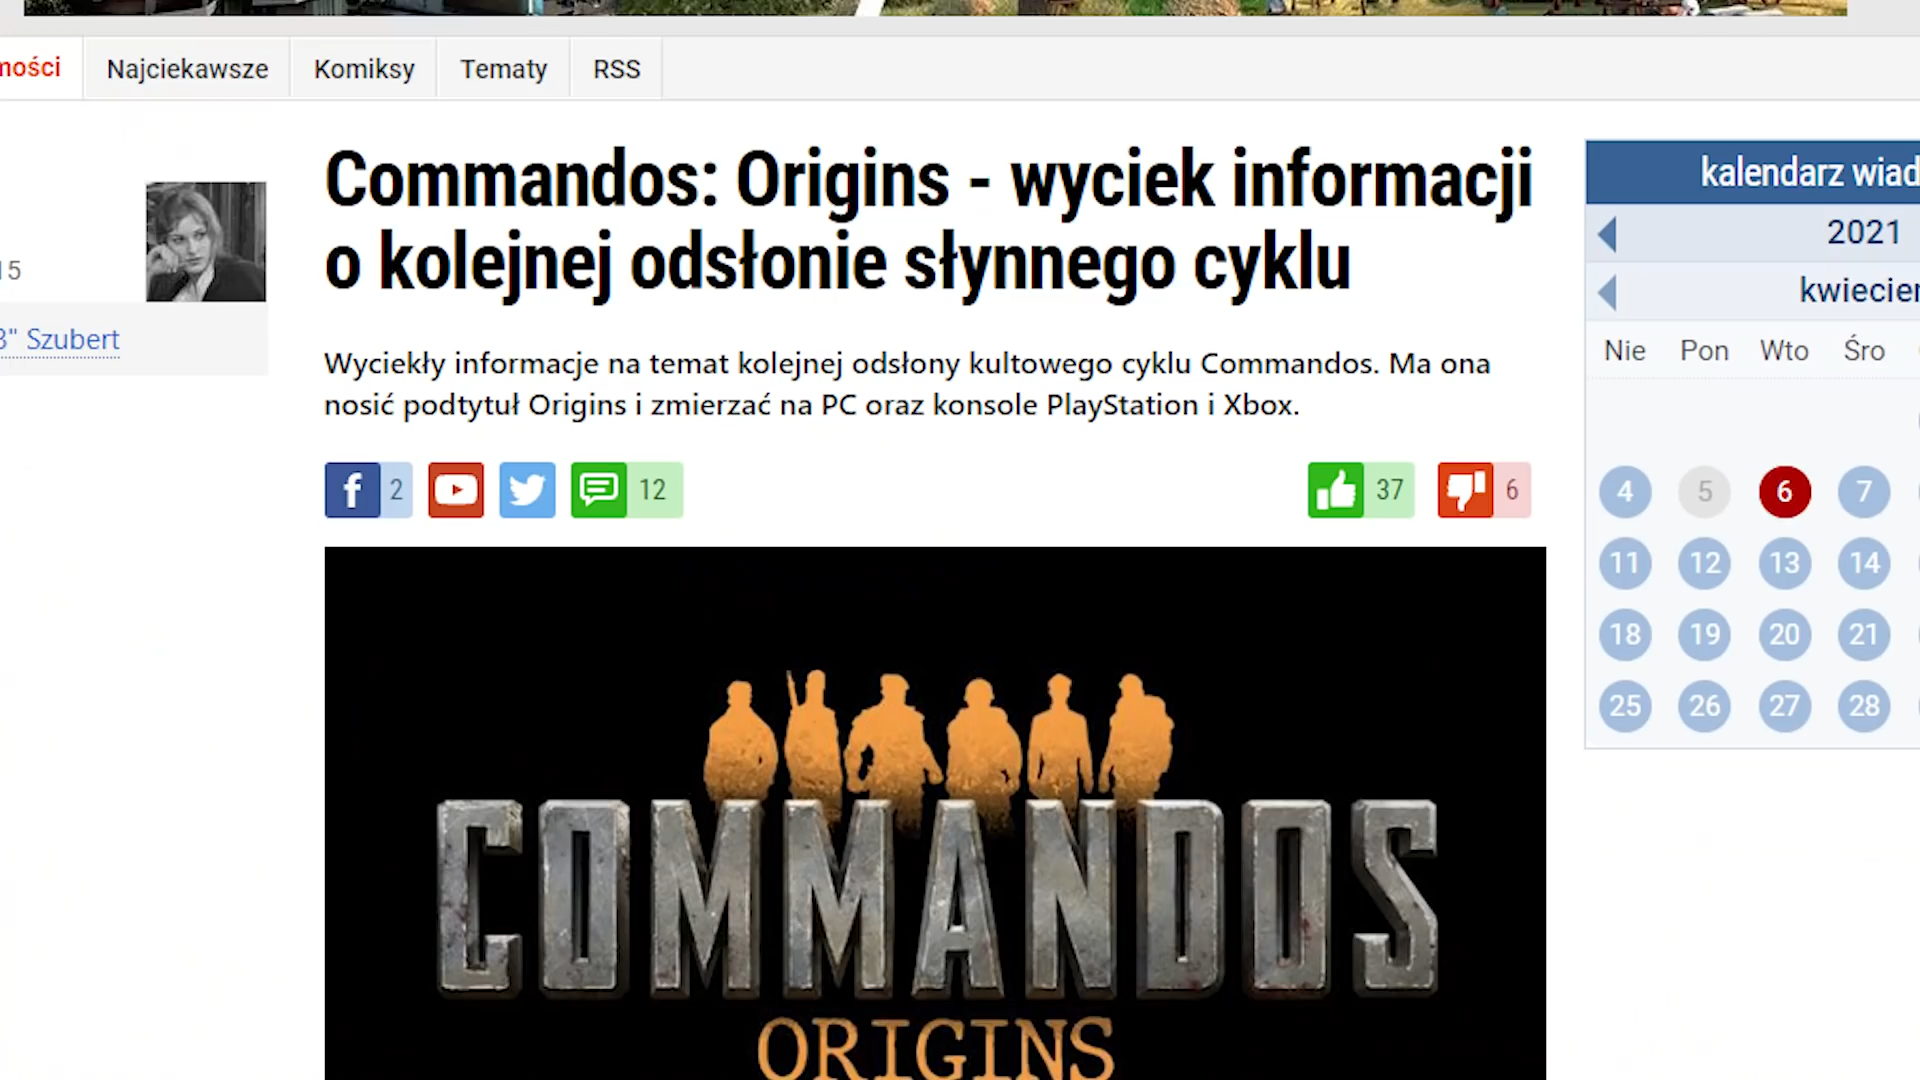 ności
Najciekawsze
Komiksy
Tematy
RSS
15
3" Szubert
Commandos: Origins - wyciek informacji
o kolejnej odsłonie słynnego cyklu
Wyciekły informacje na temat kolejnej odsłony kultowego cyklu Commandos. Ma ona
nosić podtytuł Origins i zmierzać na PC oraz konsole PlayStation i Xbox.
2
12
37
6
COMMANDOS
ORIGINS
kalendarz wiad
2021
kwiecień
Nie Pon Wto Śro
4 5 6 7
11 12 13 14
18 19 20 21
25 26 27 28